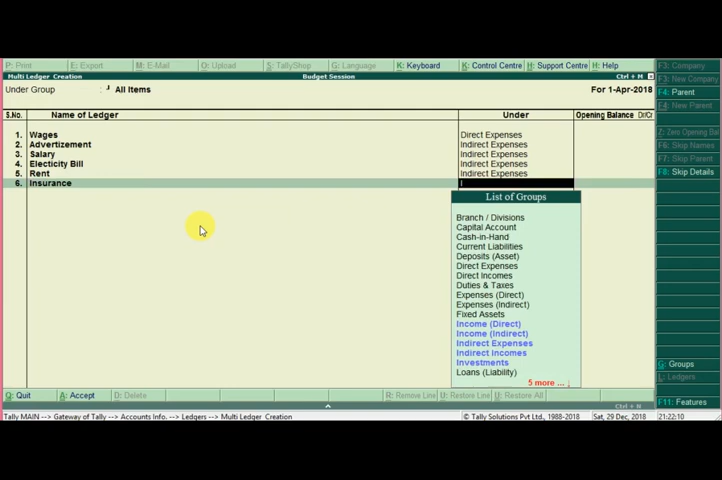 P: Print E: Export M: E-Mail O: Upload S: TallyShop G: Language K: Keyboard K: Control Centre H: Support Centre H: Help
F3: Company
Multi Ledger Creation Budget Session Ctrl + M
F3: New Company
Under Group : ┘ All Items For 1-Apr-2018
F4: Parent
F4: New Parent
S.No. Name of Ledger Under Opening Balance Dr/Cr
Z: Zero Opening Bal
1. Wages Direct Expenses
2. Advertizement Indirect Expenses
F6: Skip Names
3. Salary Indirect Expenses
F7: Skip Parent
4. Electicity Bill Indirect Expenses
5. Rent Indirect Expenses
F8: Skip Details
6. Insurance
List of Groups
Branch / Divisions
Capital Account
Cash-in-Hand
Current Liabilities
Deposits (Asset)
Direct Expenses
Direct Incomes
Duties & Taxes
Expenses (Direct)
Expenses (Indirect)
Fixed Assets
Income (Direct)
Income (Indirect)
Indirect Expenses
Indirect Incomes
Investments
Loans (Liability)
5 more ... ↓
G: Groups
L: Ledgers
Q: Quit A: Accept D: Delete R: Remove Line U: Restore Line U: Restore All
F11: Features
Ctrl + N
Tally MAIN --> Gateway of Tally --> Accounts Info. --> Ledgers --> Multi Ledger Creation © Tally Solutions Pvt Ltd., 1988-2018 Sat, 29 Dec, 2018 21:22:10